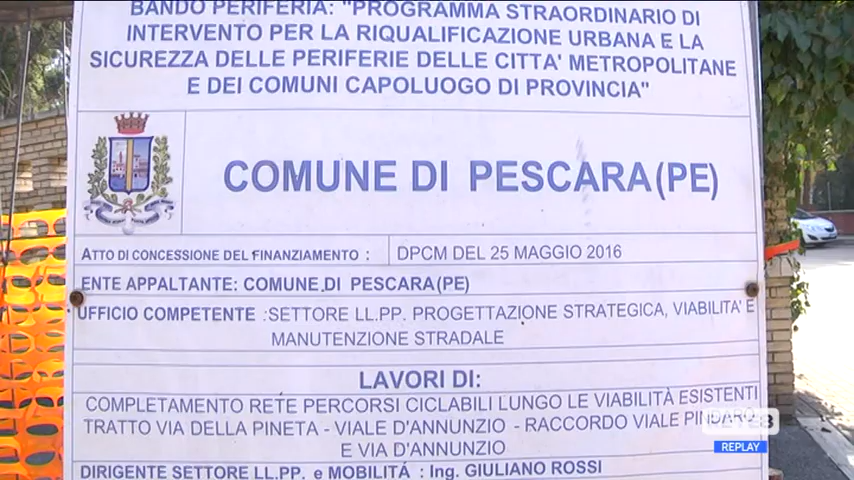 BANDO PERIFERIA: "PROGRAMMA STRAORDINARIO DI
INTERVENTO PER LA RIQUALIFICAZIONE URBANA E LA
SICUREZZA DELLE PERIFERIE DELLE CITTA' METROPOLITANE
E DEI COMUNI CAPOLUOGO DI PROVINCIA"
COMUNE DI PESCARA(PE)
ATTO DI CONCESSIONE DEL FINANZIAMENTO : DPCM DEL 25 MAGGIO 2016
ENTE APPALTANTE: COMUNE DI PESCARA(PE)
UFFICIO COMPETENTE :SETTORE LL.PP. PROGETTAZIONE STRATEGICA, VIABILITA' E
MANUTENZIONE STRADALE
LAVORI DI:
COMPLETAMENTO RETE PERCORSI CICLABILI LUNGO LE VIABILITÀ ESISTENTI
TRATTO VIA DELLA PINETA - VIALE D'ANNUNZIO - RACCORDO VIALE
E VIA D'ANNUNZIO
DIRIGENTE SETTORE LL.PP. e MOBILITÁ : Ing. GIULIANO ROSSI
RETE8
REPLAY